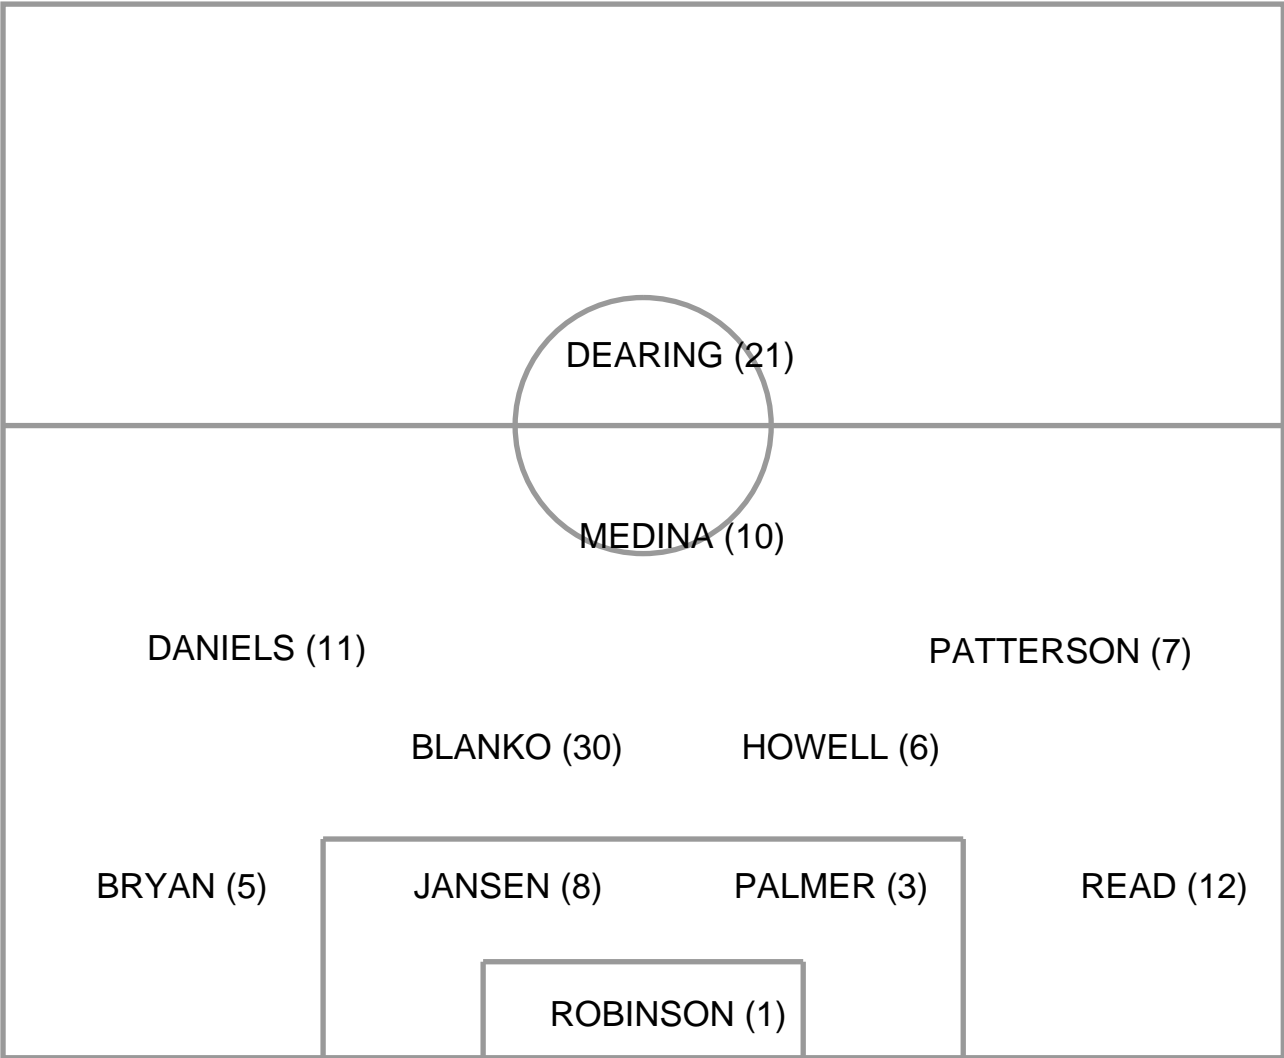 DEARING (21)
MEDINA (10)
DANIELS (11)
PATTERSON (7)
BLANKO (30)
HOWELL (6)
BRYAN (5)
JANSEN (8)
PALMER (3)
READ (12)
ROBINSON (1)